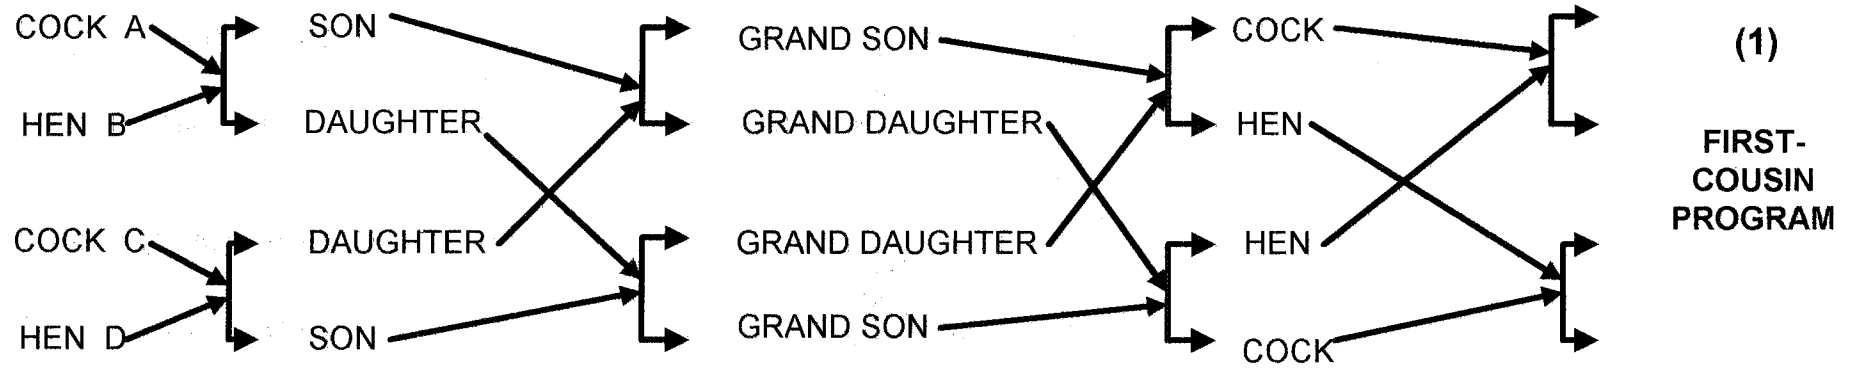 COCK A
HEN B
COCK C
HEN D
SON
DAUGHTER
DAUGHTER
SON
GRAND SON
GRAND DAUGHTER
GRAND DAUGHTER
GRAND SON
COCK
HEN
HEN
COCK
(1)
FIRST-
COUSIN
PROGRAM